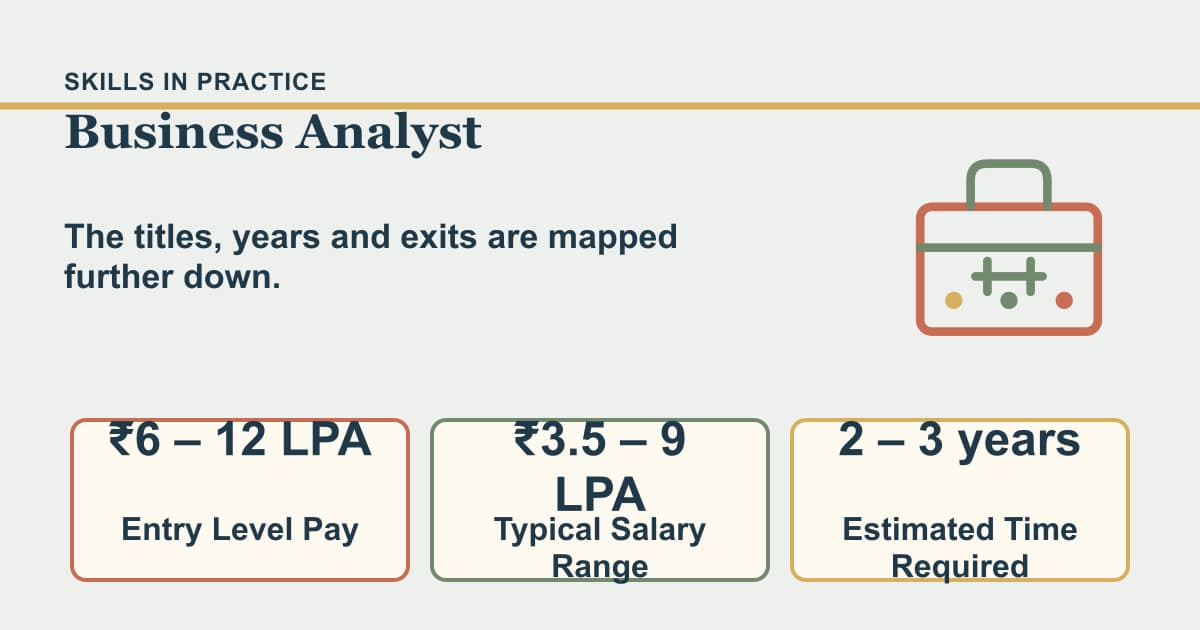 SKILLS IN PRACTICE
Business Analyst
The titles, years and exits are mapped
further down.
₹6 – 12 LPA
Entry Level Pay
₹3.5 – 9
LPA
Typical Salary
Range
2 – 3 years
Estimated Time
Required